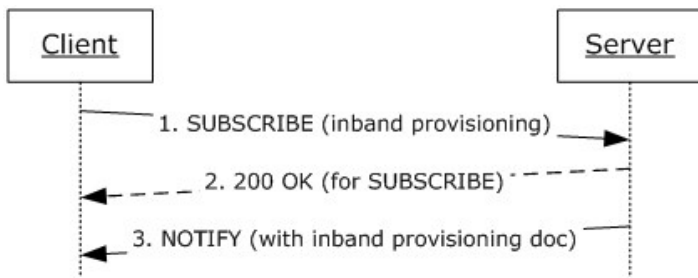 Client
Server
1. SUBSCRIBE (inband provisioning)
2. 200 OK (for SUBSCRIBE)
3. NOTIFY (with inband provisioning doc)